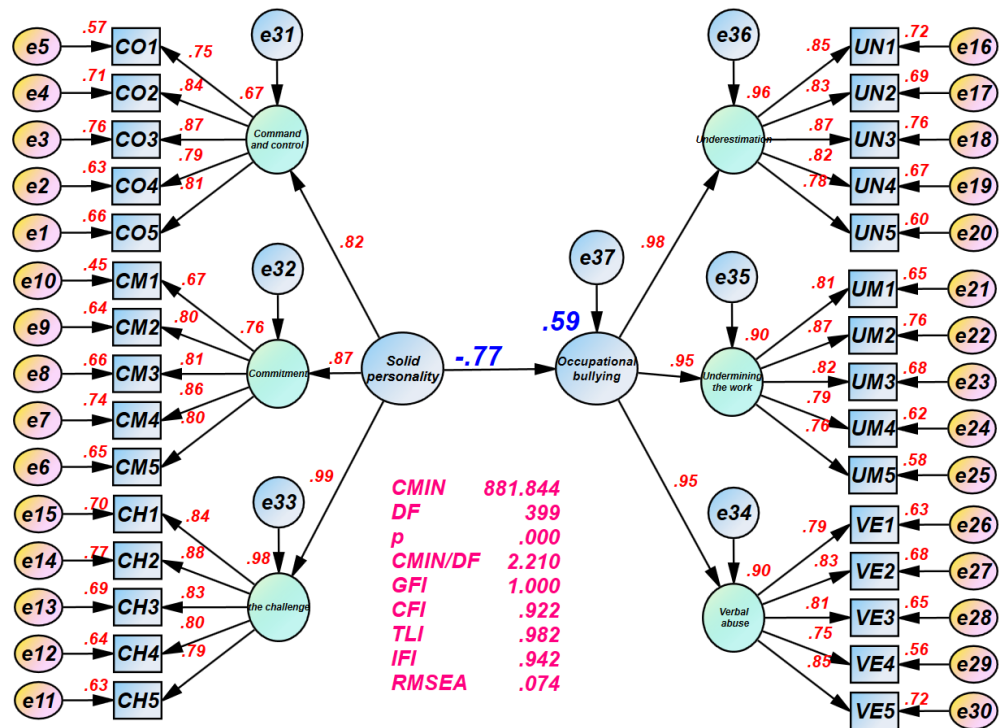 e5 .57 CO1
e4 .71 CO2
e3 .76 CO3
e2 .63 CO4
e1 .66 CO5
.75
.84
.87
.79
.81
e31
.67
Command
and control
.82
e10 .45 CM1
e9 .64 CM2
e8 .66 CM3
e7 .74 CM4
e6 .65 CM5
.67
.80
.81
.86
.80
e32
.76
Commitment
.87
e15 .70 CH1
e14 .77 CH2
e13 .69 CH3
e12 .64 CH4
e11 .63 CH5
.84
.88
.83
.80
.79
e33
.98
the challenge
.99
Solid
personality
-.77
e37
.59
Occupational
bullying
CMIN 881.844
DF 399
p .000
CMIN/DF 2.210
GFI 1.000
CFI .922
TLI .982
IFI .942
RMSEA .074
.98
e36
.96
Underestimation
.85
.83
.87
.82
.78
UN1 .72 e16
UN2 .69 e17
UN3 .76 e18
UN4 .67 e19
UN5 .60 e20
.95
e35
.90
Undermining
the work
.81
.87
.82
.79
.76
UM1 .65 e21
UM2 .76 e22
UM3 .68 e23
UM4 .62 e24
UM5 .58 e25
.95
e34
.90
Verbal
abuse
.79
.83
.81
.75
.85
VE1 .63 e26
VE2 .68 e27
VE3 .65 e28
VE4 .56 e29
VE5 .72 e30